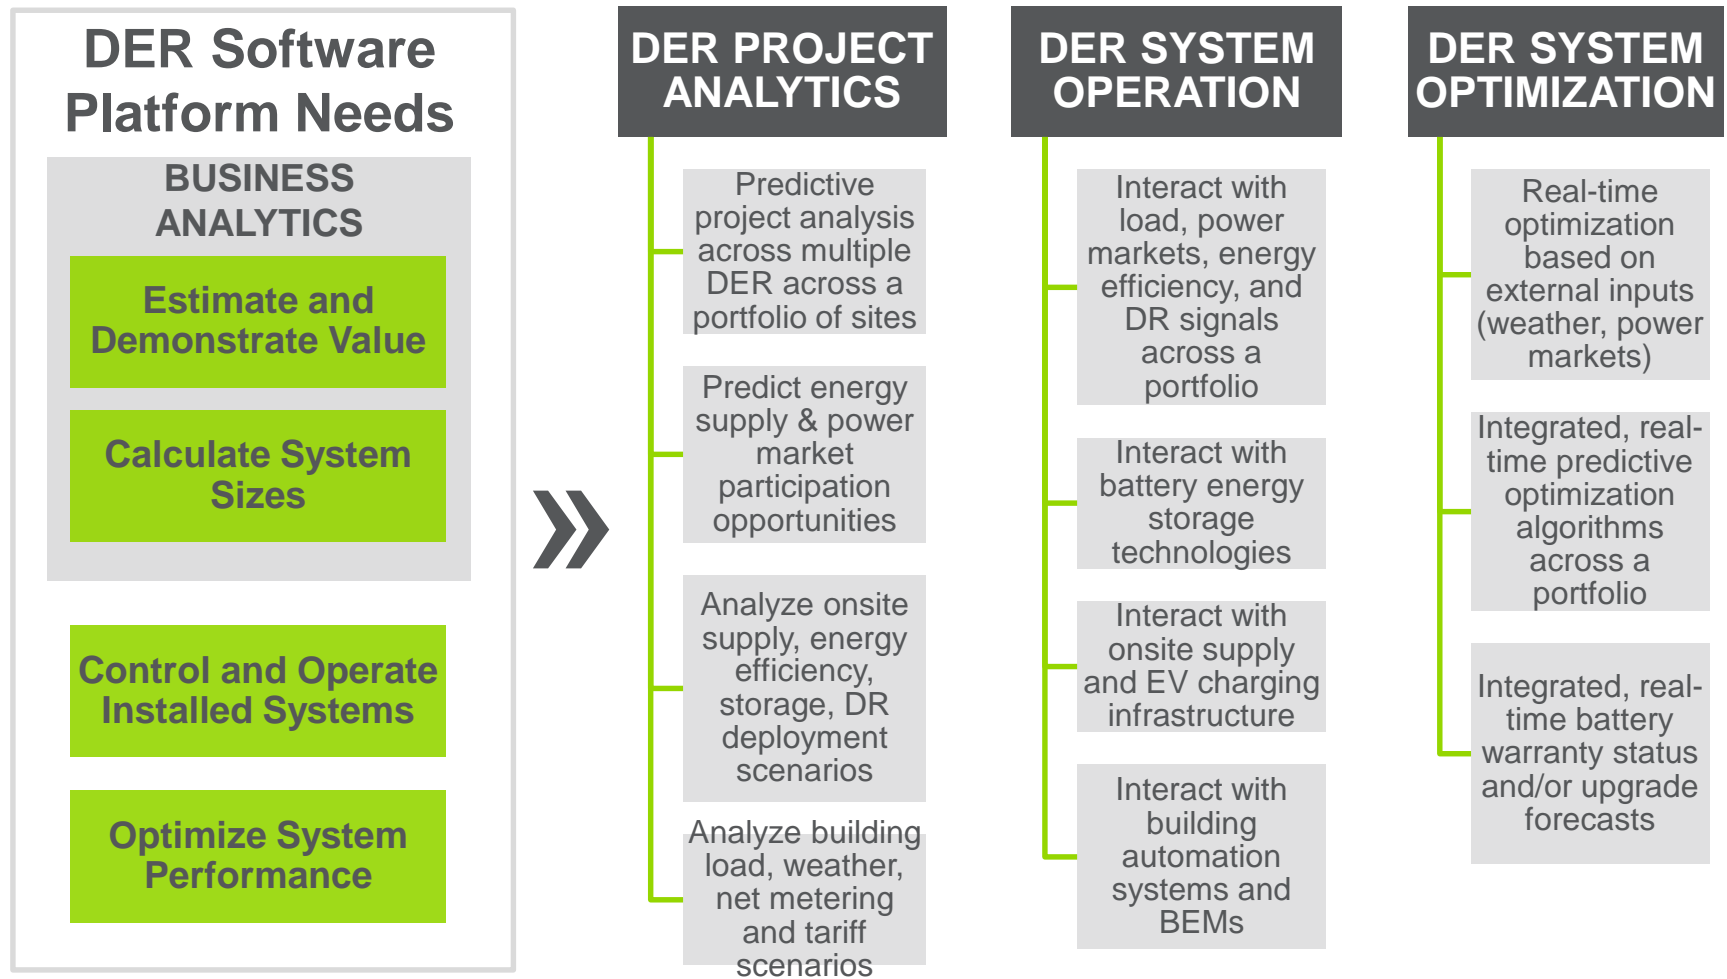 DER Software
Platform Needs
BUSINESS
ANALYTICS
Estimate and
Demonstrate Value
Calculate System
Sizes
Control and Operate
Installed Systems
Optimize System
Performance
DER PROJECT
ANALYTICS
Predictive
project analysis
across multiple
DER across a
portfolio of sites
Predict energy
supply & power
market
participation
opportunities
Analyze onsite
supply, energy
efficiency,
storage, DR
deployment
scenarios
Analyze building
load, weather,
net metering
and tariff
scenarios
DER SYSTEM
OPERATION
Interact with
load, power
markets, energy
efficiency, and
DR signals
across a
portfolio
Interact with
battery energy
storage
technologies
Interact with
onsite supply
and EV charging
infrastructure
Interact with
building
automation
systems and
BEMs
DER SYSTEM
OPTIMIZATION
Real-time
optimization
based on
external inputs
(weather, power
markets)
Integrated, real-
time predictive
optimization
algorithms
across a
portfolio
Integrated, real-
time battery
warranty status
and/or upgrade
forecasts